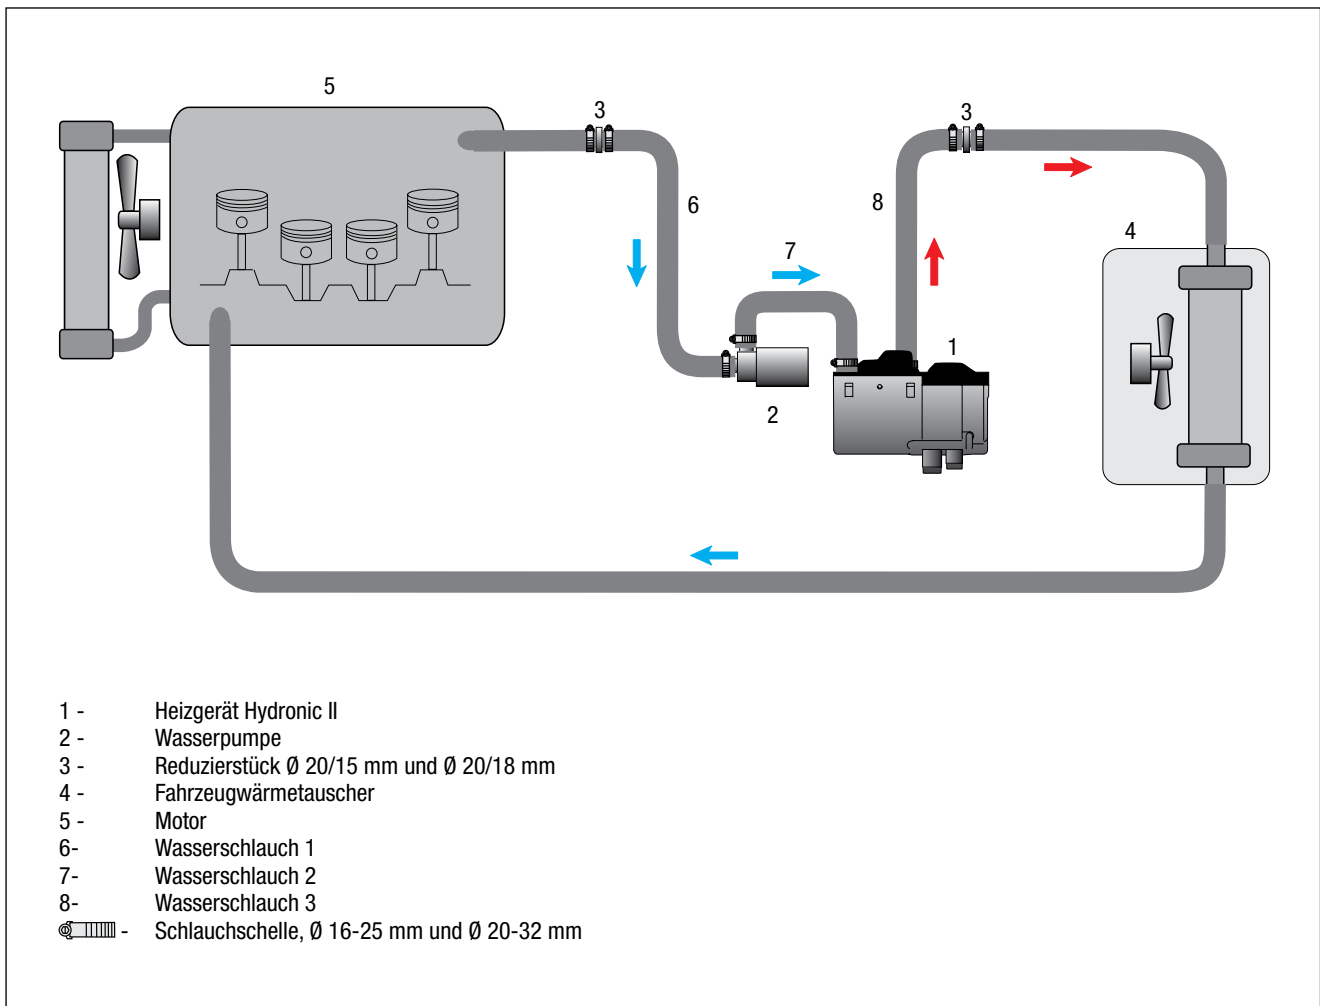 5
3
3
6
8
7
4
1
2
1 - Heizgerät Hydronic II
2 - Wasserpumpe
3 - Reduzierstück Ø 20/15 mm und Ø 20/18 mm
4 - Fahrzeugwärmetauscher
5 - Motor
6- Wasserschlauch 1
7- Wasserschlauch 2
8- Wasserschlauch 3
- Schlauchschelle, Ø 16-25 mm und Ø 20-32 mm